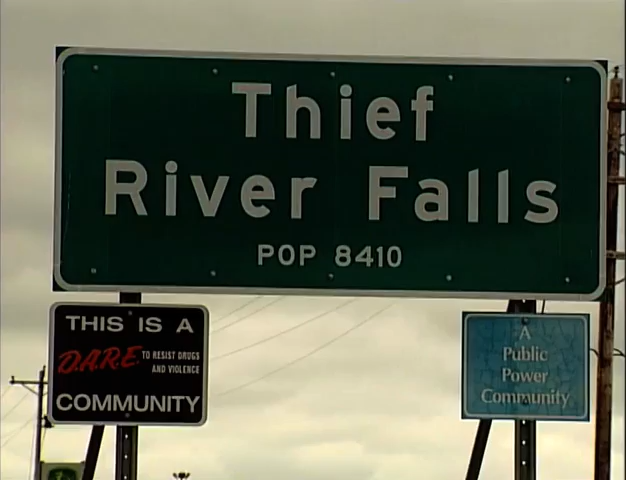 Thief
River Falls
POP 8410
THIS IS A
D.A.R.E. TO RESIST DRUGS
AND VIOLENCE
COMMUNITY
A
Public
Power
Community